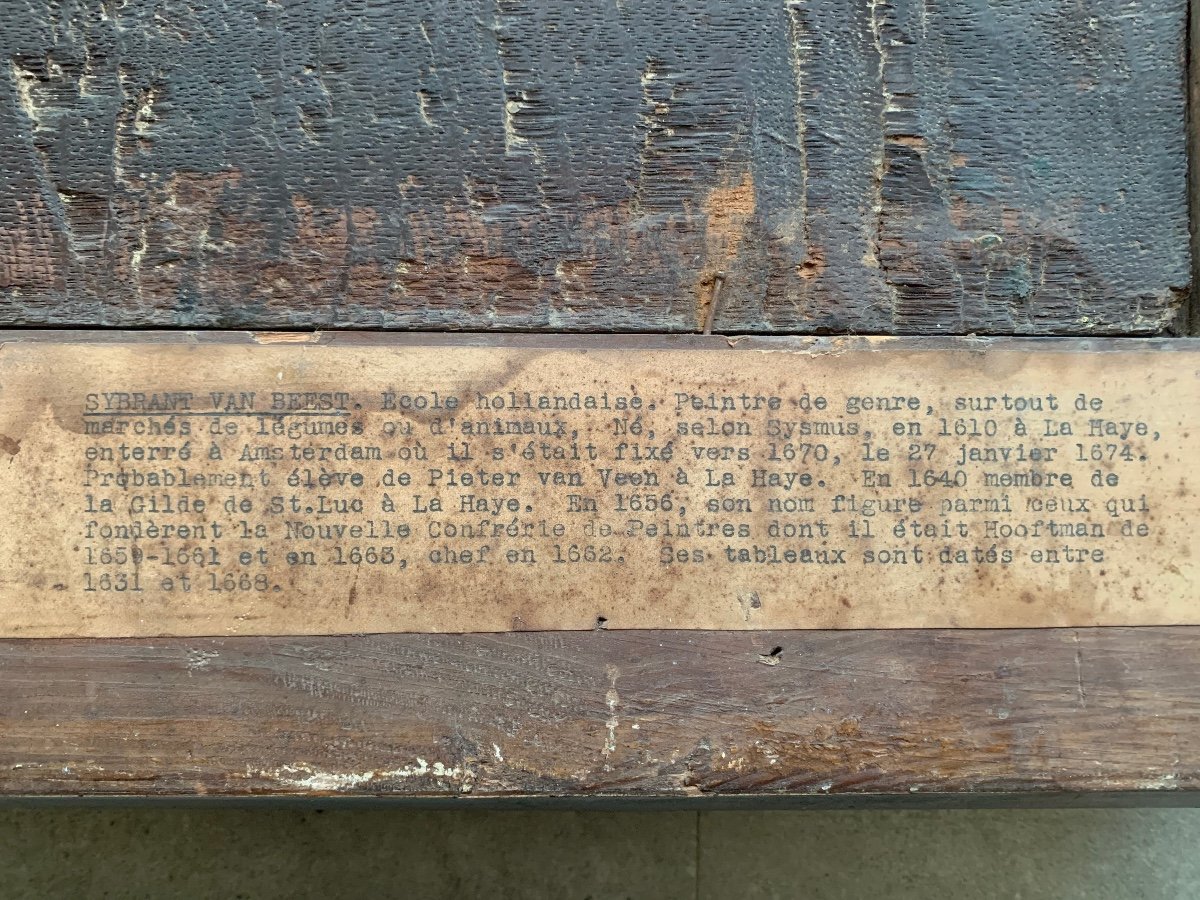 SYBRANT VAN BEEST. École hollandaise. Peintre de genre, surtout de
marchés de légumes ou d'animaux, Né, selon Sysmus, en 1610 à La Haye,
enterré à Amsterdam où il s'était fixé vers 1670, le 27 janvier 1674.
Probablement élève de Pieter van Veen à La Haye. En 1640 membre de
la Gilde de St.Luc à La Haye. En 1656, son nom figure parmi ceux qui
fondèrent la Nouvelle Confrérie de Peintres dont il était Hooftman de
1659-1661 et en 1663, chef en 1662. Ses tableaux sont datés entre
1631 et 1668.